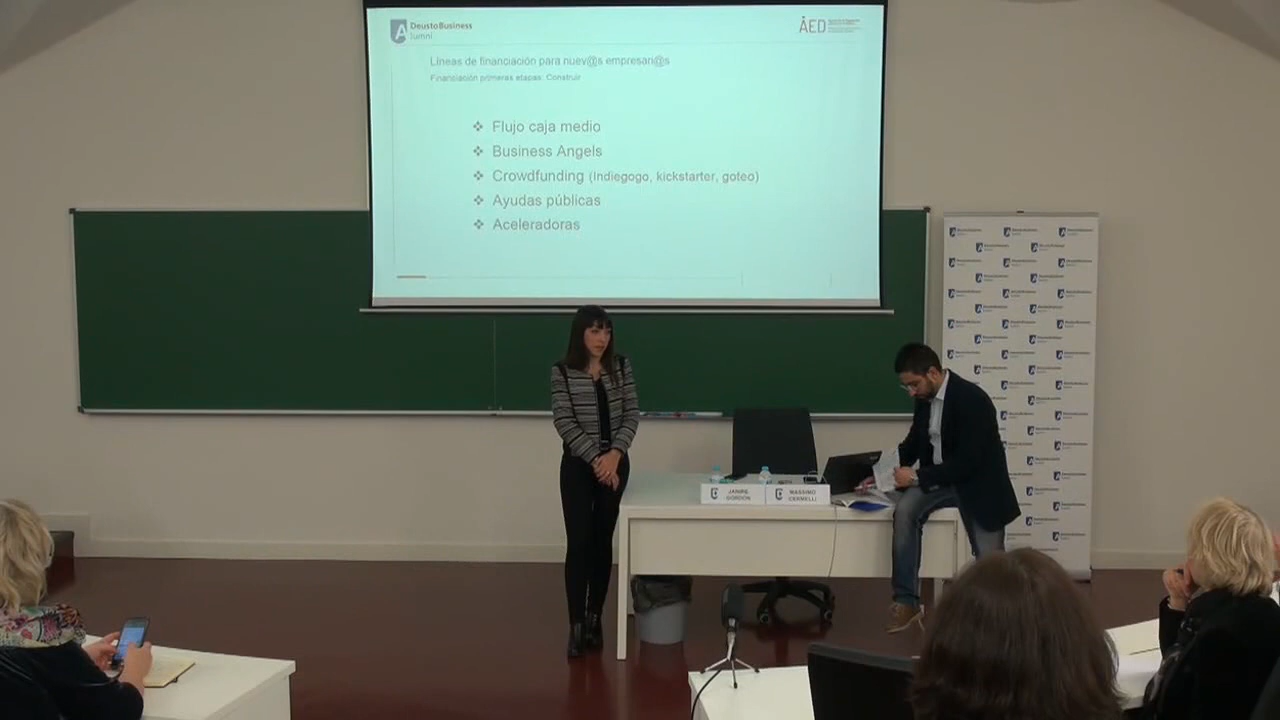 DeustoBusiness
Alumni
AED
Líneas de financiación para nuev@s empresari@s
Financiación primeras etapas: Construir
❖ Flujo caja medio
❖ Business Angels
❖ Crowdfunding (Indiegogo, kickstarter, goteo)
❖ Ayudas públicas
❖ Aceleradoras
JANIRE
GORDON
MASSIMO
CERMELLI